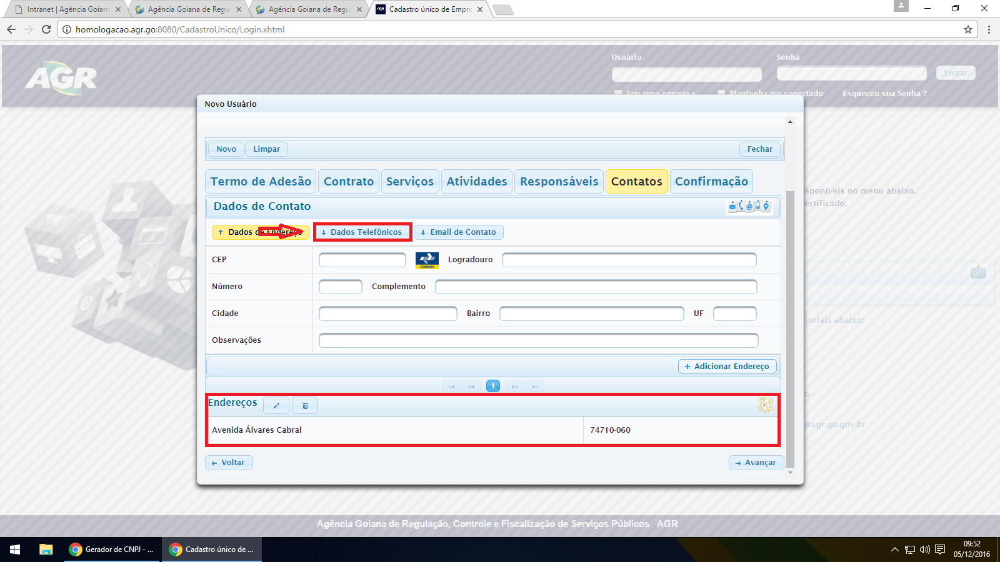 Intranet | Agência Goiana
Agência Goiana de Regul
Agência Goiana de Regul
Cadastro único de Empre
homologacao.agr.go:8080/CadastroUnico/Login.xhtml
AGR
Usuário
Senha
Entrar
Sou uma empresa
Mantenha-me conectado
Esqueceu sua Senha ?
Novo Usuário
Novo
Limpar
Fechar
Termo de Adesão
Contrato
Serviços
Atividades
Responsáveis
Contatos
Confirmação
sponíveis no menu abaixo.
ertificado.
Dados de Contato
↑ Dados de Endereço
↓ Dados Telefônicos
↓ Email de Contato
CEP
CORREIOS
Logradouro
Número
Complemento
Cidade
Bairro
UF
toriais abaixo:
Observações
+ Adicionar Endereço
1
o.
Endereços
@agr.go.gov.br
Avenida Álvares Cabral
74710-060
← Voltar
→ Avançar
Agência Goiana de Regulação, Controle e Fiscalização de Serviços Públicos AGR
Gerador de CNPJ - ...
Cadastro único de ...
09:52
05/12/2016